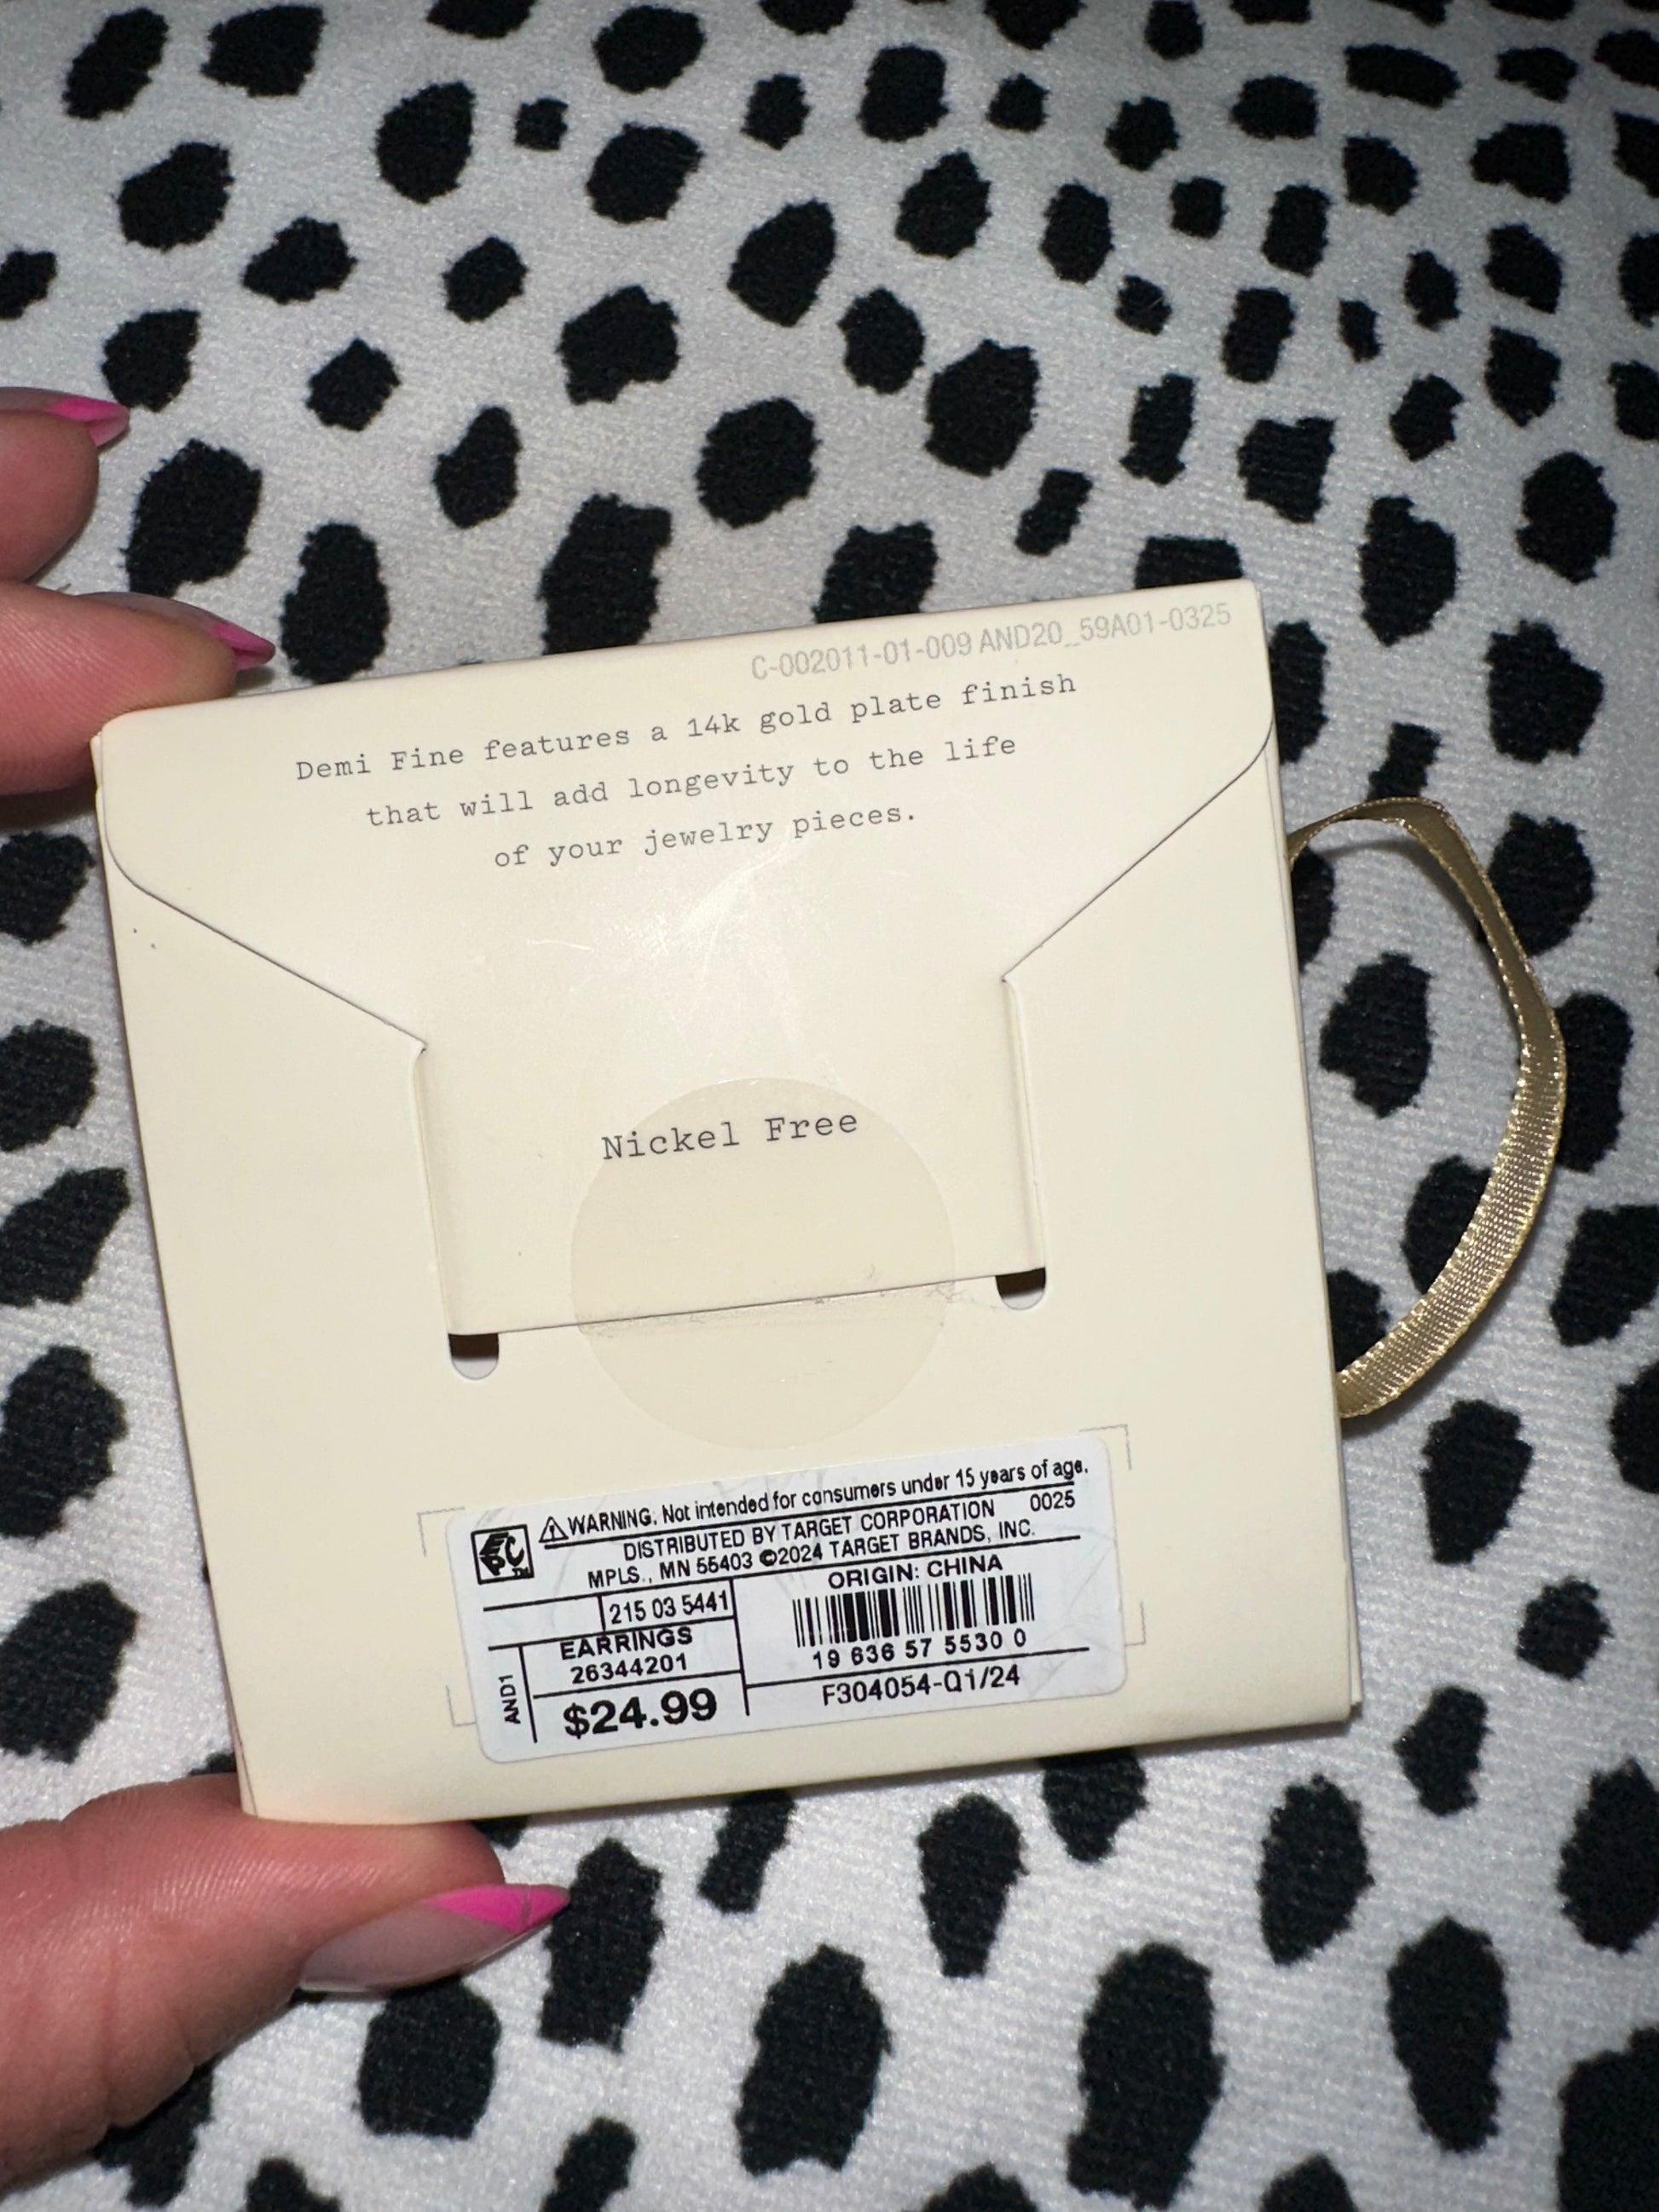 C-002011-01-009 AND20_59A01-0325
Demi Fine features a 14k gold plate finish
that will add longevity to the life
of your jewelry pieces.
Nickel Free
⚠WARNING: Not intended for consumers under 15 years of age.
DISTRIBUTED BY TARGET CORPORATION 0025
MPLS., MN 55403 ©2024 TARGET BRANDS, INC.
215 03 5441
EARRINGS
26344201
AND1
$24.99
ORIGIN: CHINA
19 636 57 5530 0
F304054-Q1/24